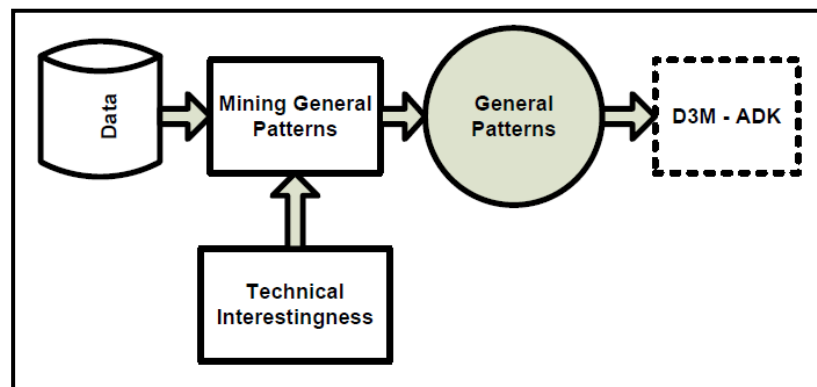 Data
Mining General
Patterns
General
Patterns
D3M - ADK
Technical
Interestingness